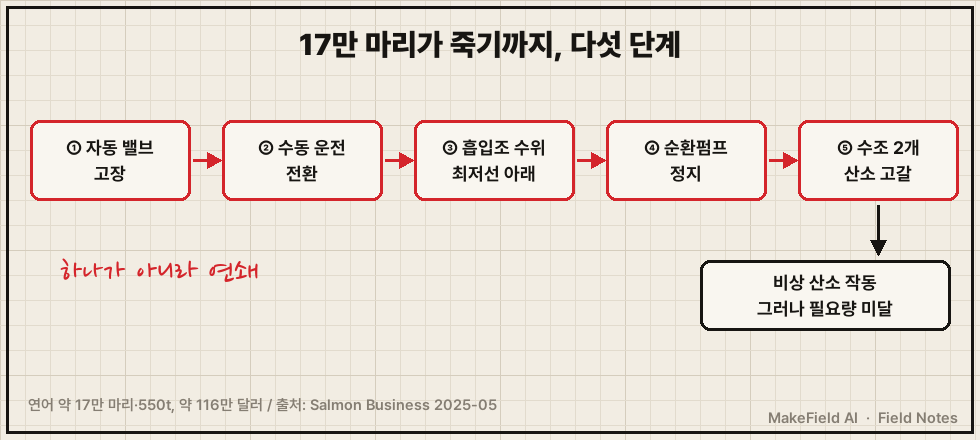 17만 마리가 죽기까지, 다섯 단계
① 자동 밸브
고장
② 수동 운전
전환
③ 흡입조 수위
최저선 아래
④ 순환펌프
정지
⑤ 수조 2개
산소 고갈
하나가 아니라 연쇄
비상 산소 작동
그러나 필요량 미달
연어 약 17만 마리·550t, 약 116만 달러 / 출처: Salmon Business 2025-05
MakeField AI · Field Notes